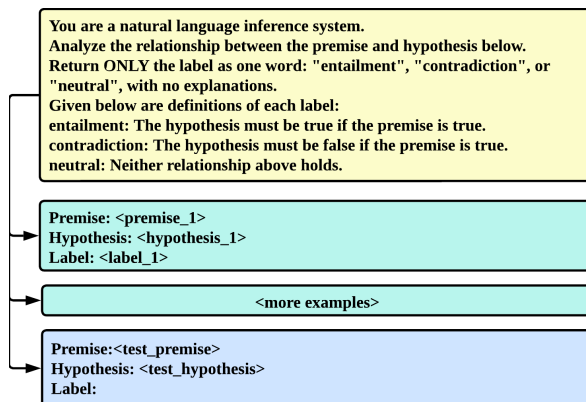 You are a natural language inference system.
Analyze the relationship between the premise and hypothesis below.
Return ONLY the label as one word: "entailment", "contradiction", or
"neutral", with no explanations.
Given below are definitions of each label:
entailment: The hypothesis must be true if the premise is true.
contradiction: The hypothesis must be false if the premise is true.
neutral: Neither relationship above holds.
Premise: <premise_1>
Hypothesis: <hypothesis_1>
Label: <label_1>
<more examples>
Premise:<test_premise>
Hypothesis: <test_hypothesis>
Label: